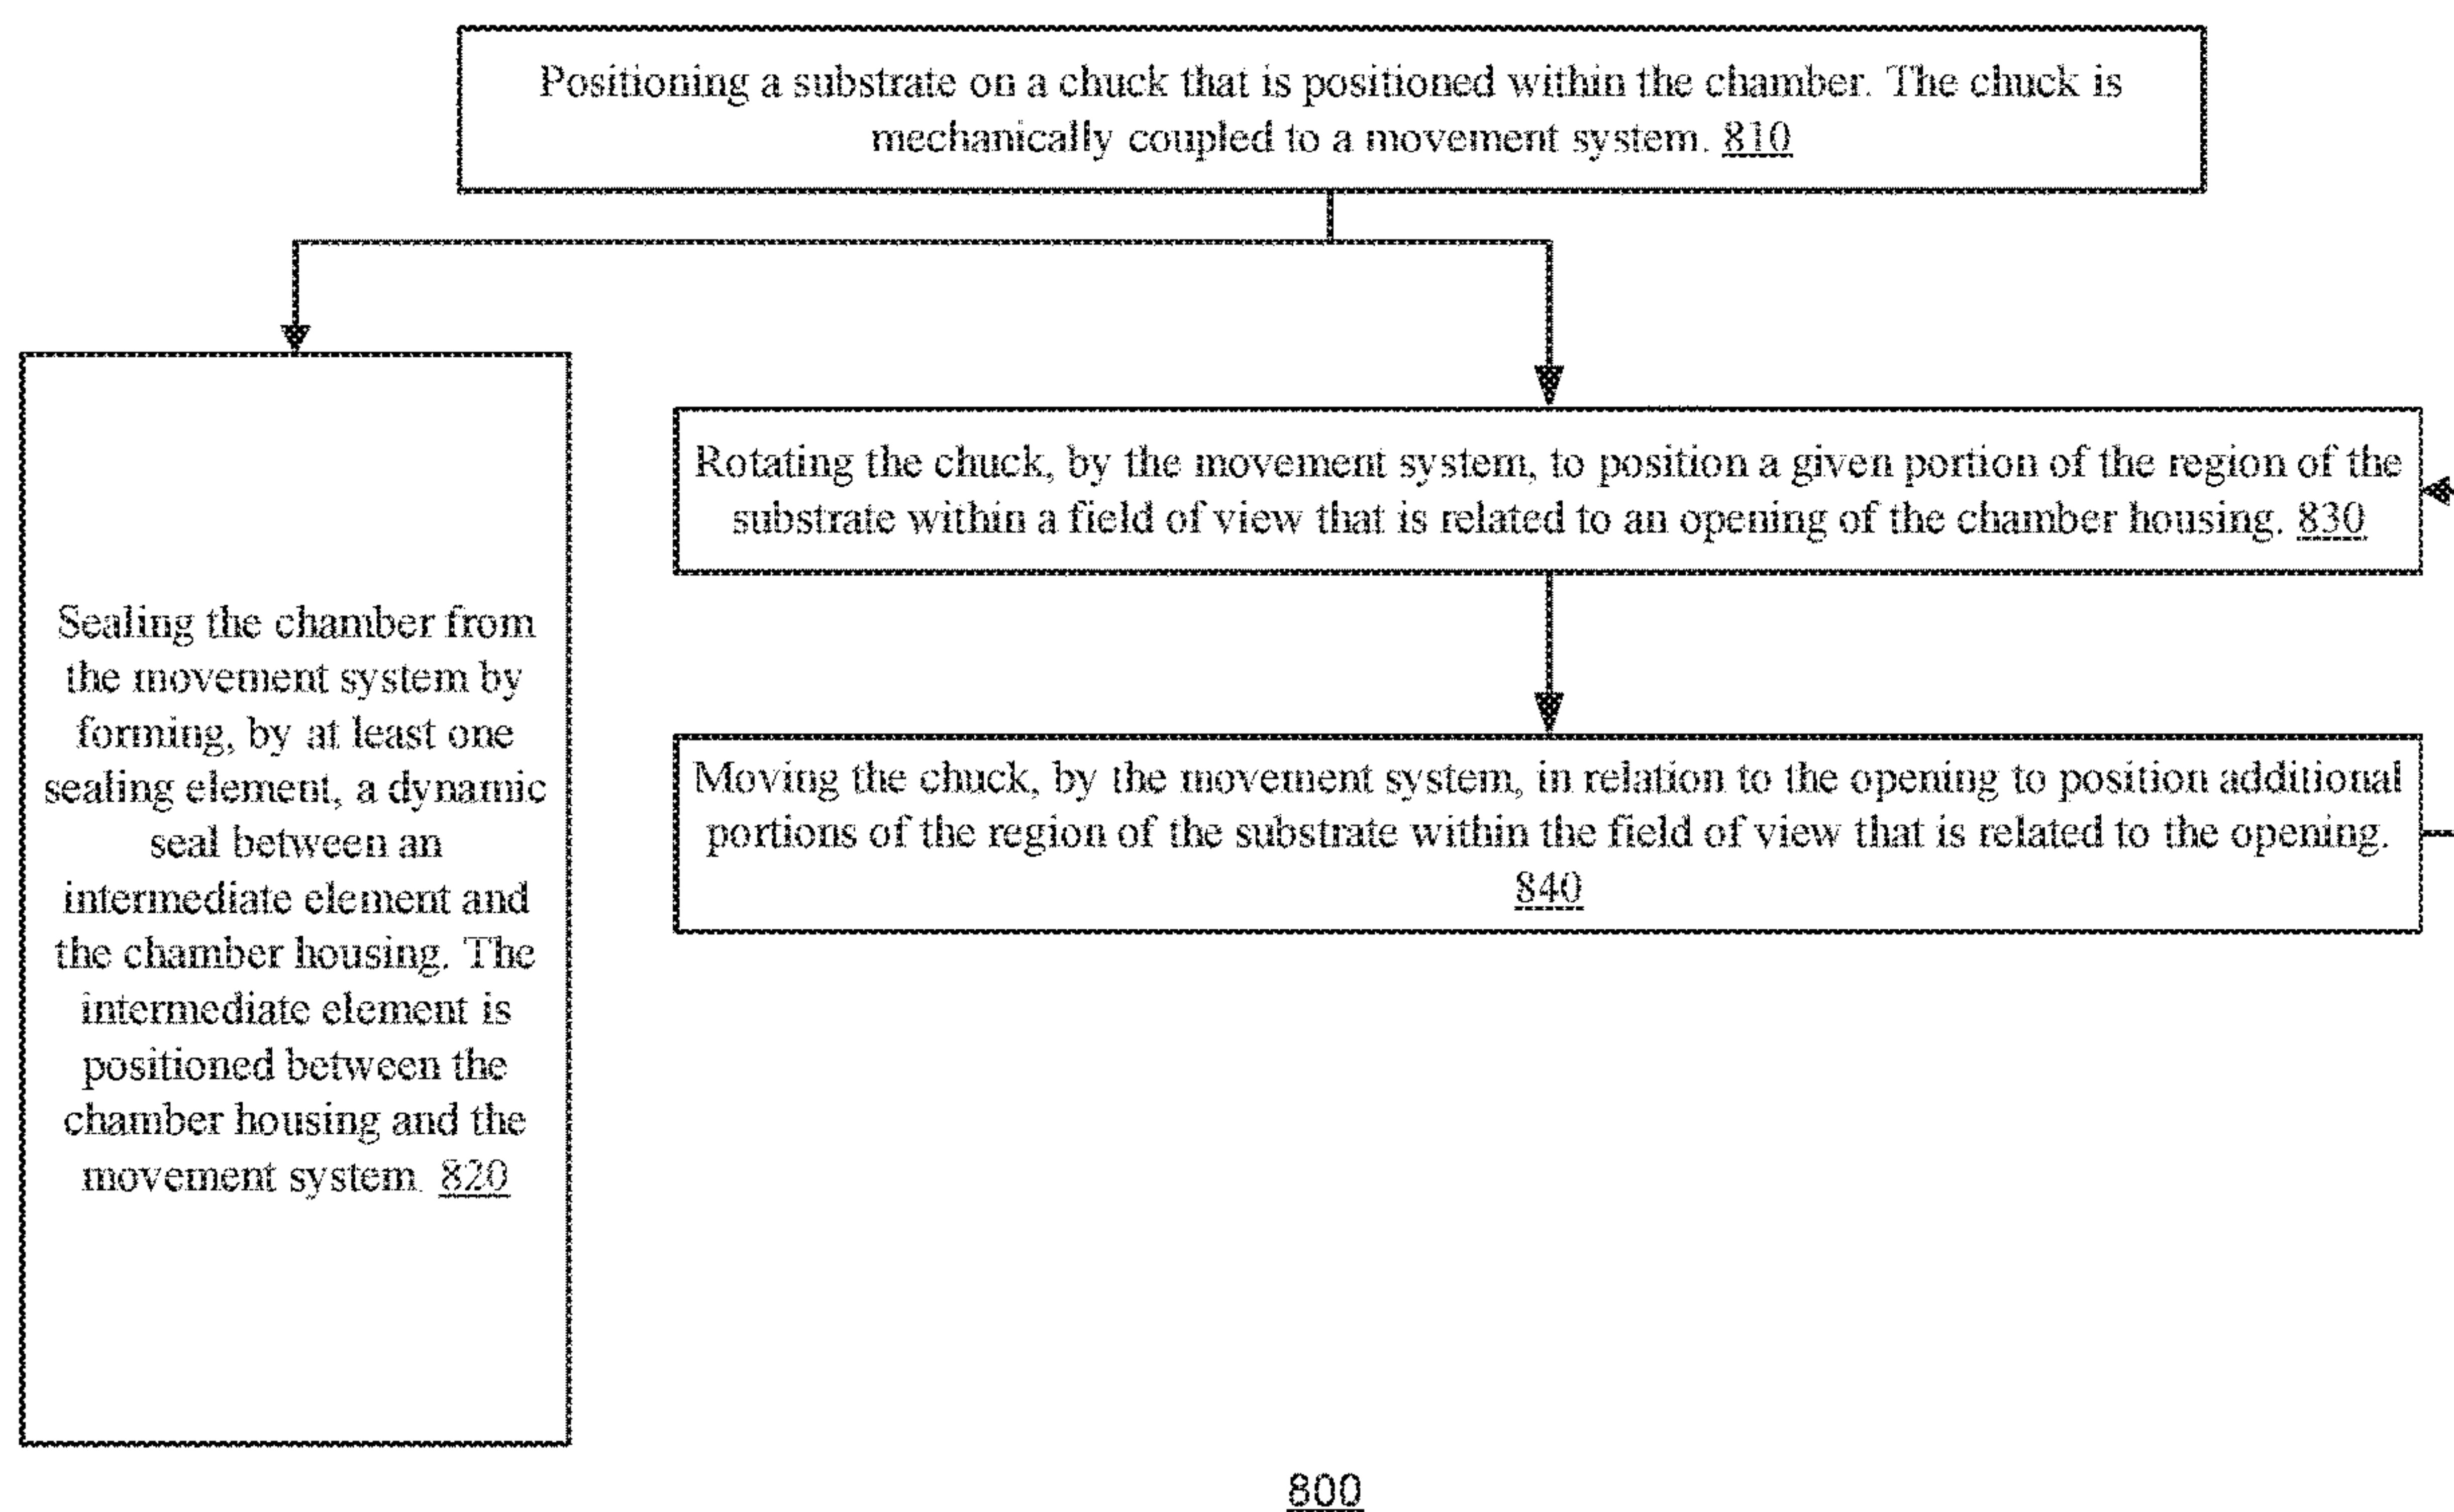 Positioning a substrate on a chuck that is positioned within the chamber. The chuck is
mechanically coupled to a movement system. 810
Sealing the chamber from
the movement system by
forming, by at least one
sealing element, a dynamic
seal between an
intermediate element and
the chamber housing. The
intermediate element is
positioned between the
chamber housing and the
movement system. 820
Rotating the chuck, by the movement system, to position a given portion of the region of the
substrate within a field of view that is related to an opening of the chamber housing. 830
Moving the chuck, by the movement system, in relation to the opening to position additional
portions of the region of the substrate within the field of view that is related to the opening.
840
800